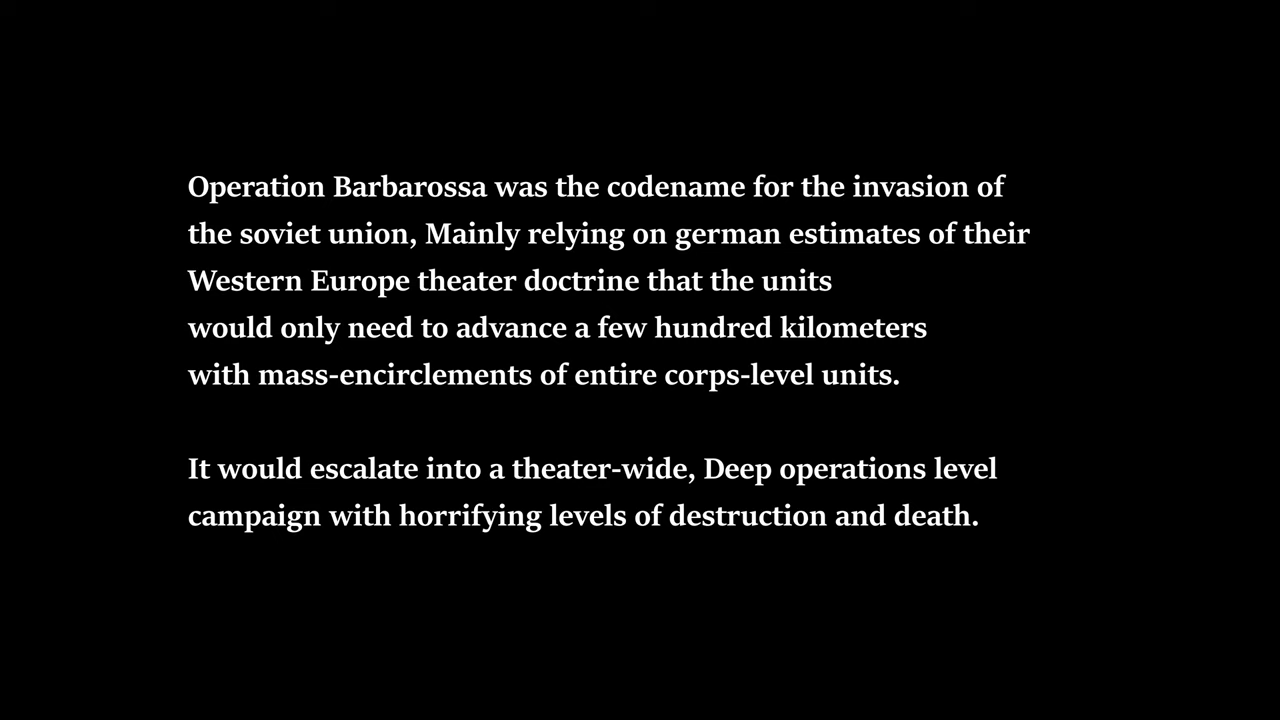 Operation Barbarossa was the codename for the invasion of
the soviet union, Mainly relying on german estimates of their
Western Europe theater doctrine that the units
would only need to advance a few hundred kilometers
with mass-encirclements of entire corps-level units.
It would escalate into a theater-wide, Deep operations level
campaign with horrifying levels of destruction and death.